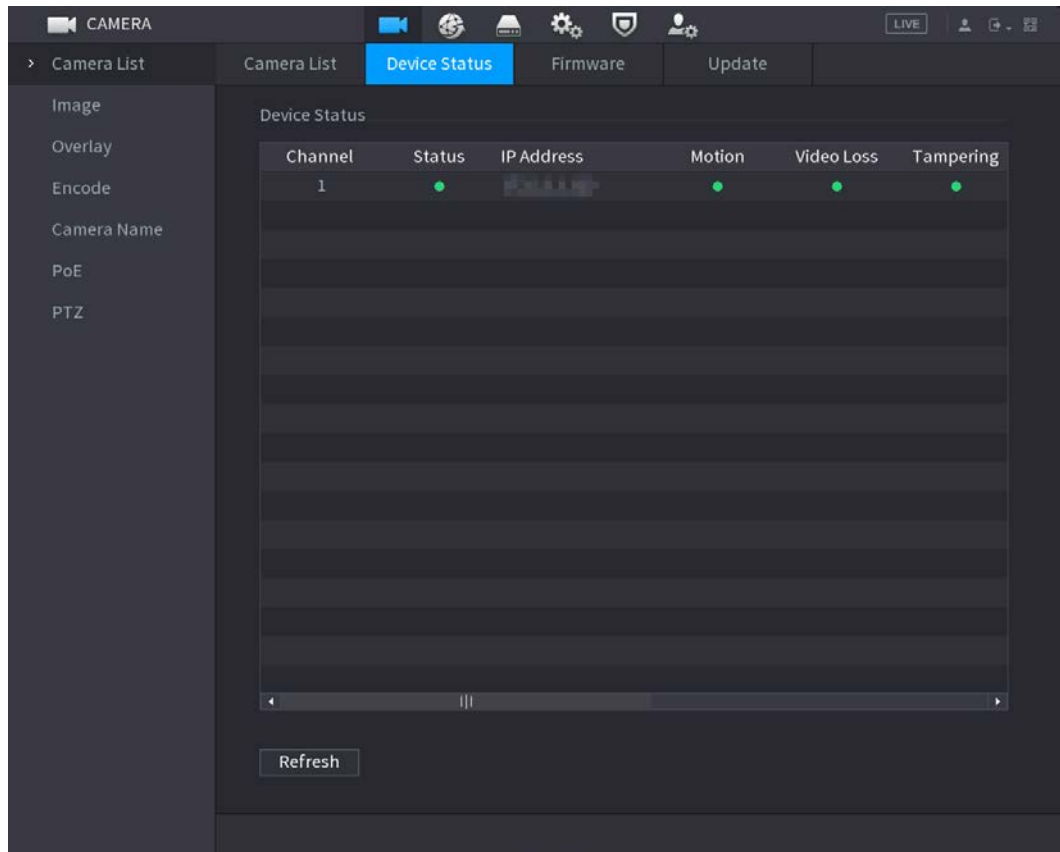 CAMERA LIVE
Camera List
Image
Overlay
Encode
Camera Name
PoE
PTZ
Camera List Device Status Firmware Update
Device Status
Channel Status IP Address Motion Video Loss Tampering
1
Refresh